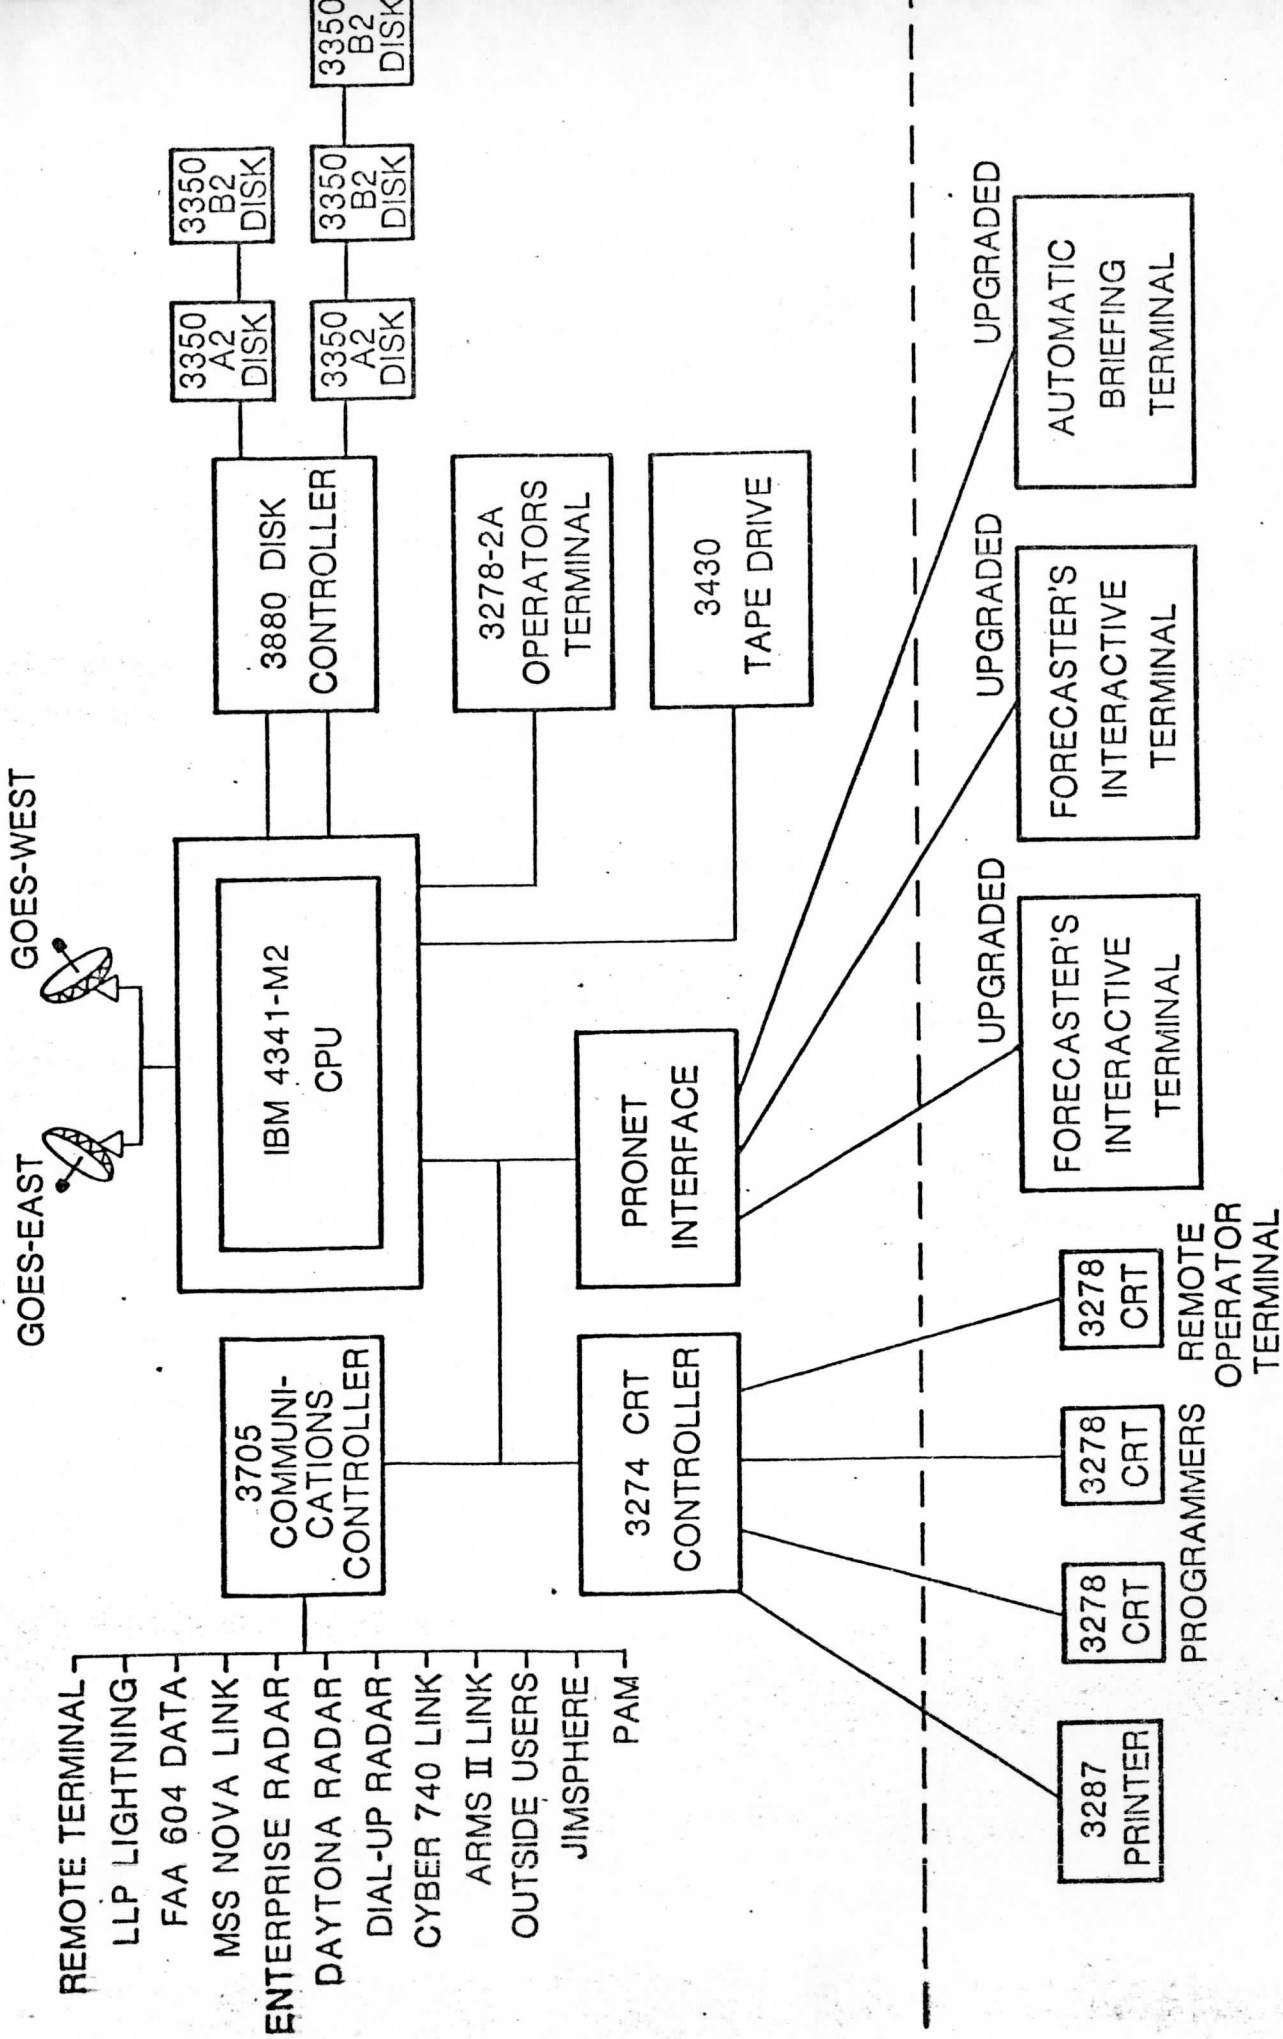 GOES-EAST
GOES-WEST
REMOTE TERMINAL
LLP LIGHTNING
FAA 604 DATA
MSS NOVA LINK
ENTERPRISE RADAR
DAYTONA RADAR
DIAL-UP RADAR
CYBER 740 LINK
ARMS II LINK
OUTSIDE USERS
JIMSPHERE
PAM
3705
COMMUNI-
CATIONS
CONTROLLER
IBM 4341-M2
CPU
3880 DISK
CONTROLLER
3350
A2
DISK
3350
B2
DISK
3350
A2
DISK
3350
B2
DISK
3350
B2
DISK
3278-2A
OPERATORS
TERMINAL
3430
TAPE DRIVE
3274 CRT
CONTROLLER
PRONET
INTERFACE
3287
PRINTER
3278
CRT
3278
CRT
PROGRAMMERS
3278
CRT
REMOTE
OPERATOR
TERMINAL
UPGRADED
FORECASTER'S
INTERACTIVE
TERMINAL
UPGRADED
FORECASTER'S
INTERACTIVE
TERMINAL
UPGRADED
AUTOMATIC
BRIEFING
TERMINAL